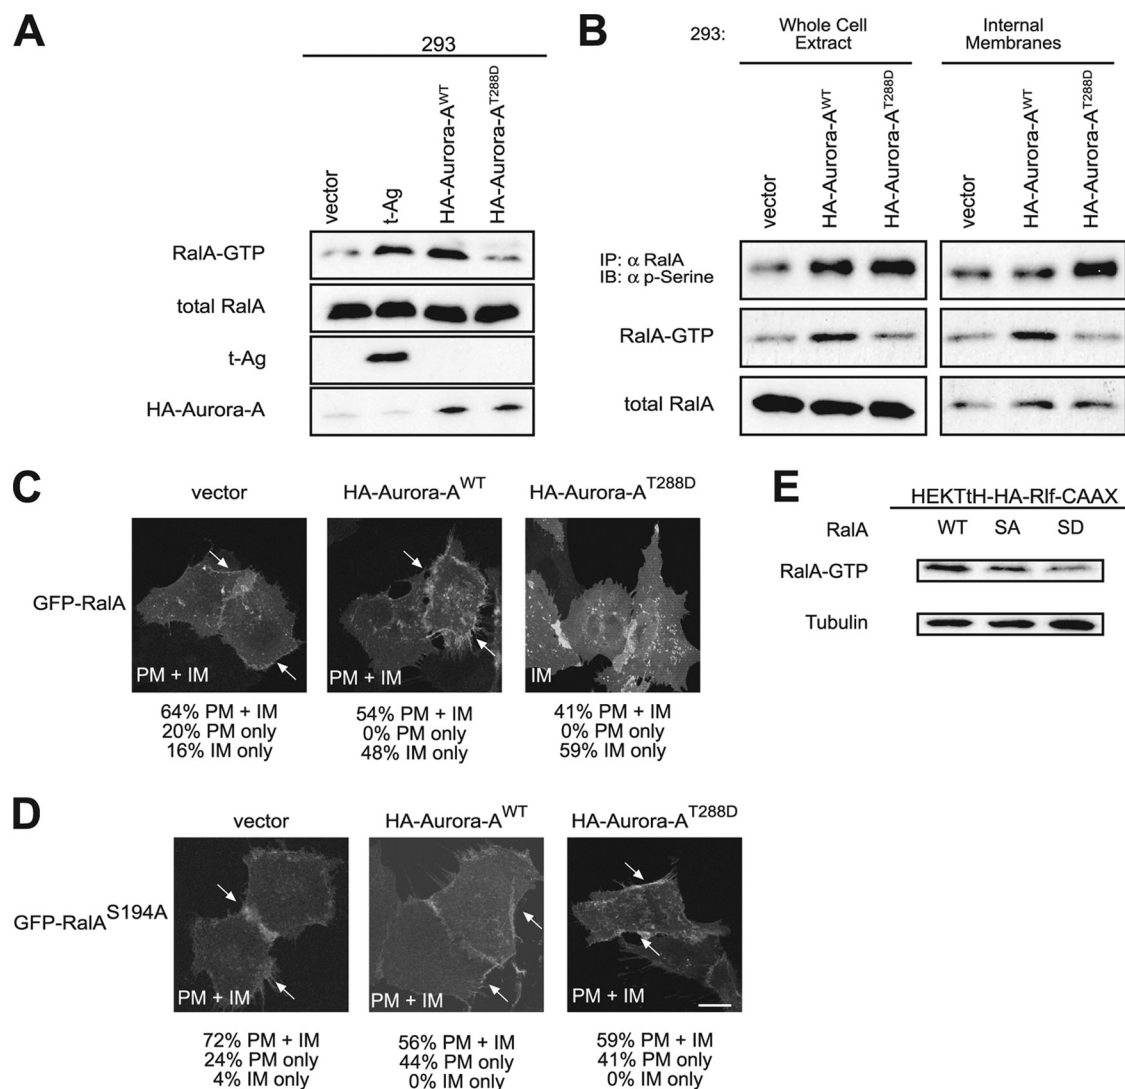 A
293
vector
t-Ag
HA-Aurora-A^WT
HA-Aurora-A^T288D
RalA-GTP
total RalA
t-Ag
HA-Aurora-A
B
293:
Whole Cell
Extract
Internal
Membranes
vector
HA-Aurora-A^WT
HA-Aurora-A^T288D
vector
HA-Aurora-A^WT
HA-Aurora-A^T288D
IP: α RalA
IB: α p-Serine
RalA-GTP
total RalA
C
vector
HA-Aurora-A^WT
HA-Aurora-A^T288D
GFP-RalA
PM + IM
PM + IM
IM
64% PM + IM
20% PM only
16% IM only
54% PM + IM
0% PM only
48% IM only
41% PM + IM
0% PM only
59% IM only
E
HEKTtH-HA-Rlf-CAAX
RalA WT SA SD
RalA-GTP
Tubulin
D
vector
HA-Aurora-A^WT
HA-Aurora-A^T288D
GFP-RalA^S194A
PM + IM
PM + IM
PM + IM
72% PM + IM
24% PM only
4% IM only
56% PM + IM
44% PM only
0% IM only
59% PM + IM
41% PM only
0% IM only